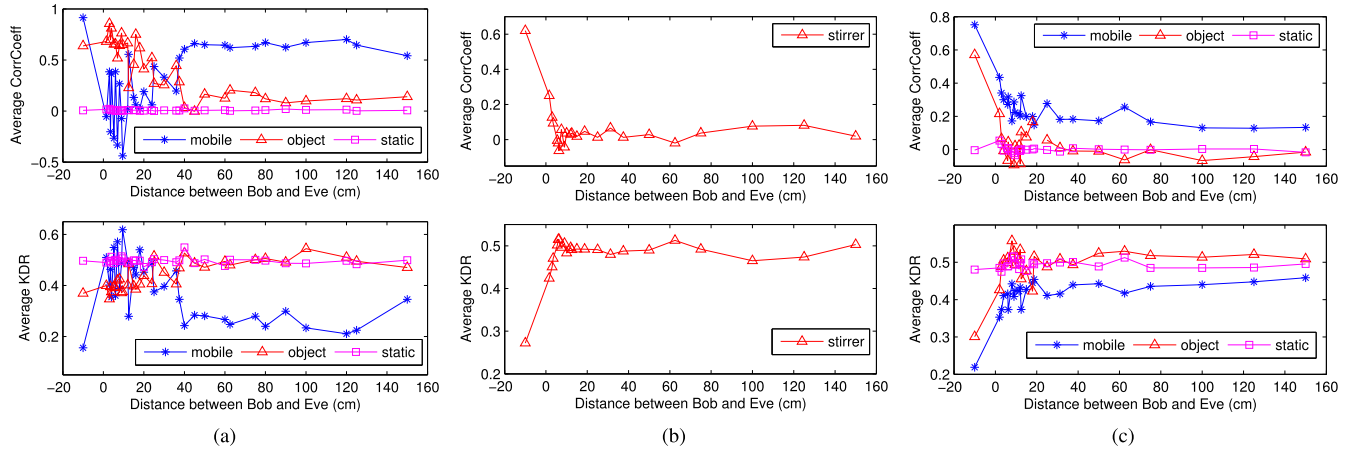 1
0.5
0
−0.5
Average CorrCoeff
mobile object static
−20 0 20 40 60 80 100 120 140 160
Distance between Bob and Eve (cm)
0.6
0.4
0.2
Average KDR
mobile object static
−20 0 20 40 60 80 100 120 140 160
Distance between Bob and Eve (cm)
(a)
0.6
0.4
0.2
0
Average CorrCoeff
stirrer
−20 0 20 40 60 80 100 120 140 160
Distance between Bob and Eve (cm)
0.5
0.4
0.3
0.2
Average KDR
stirrer
−20 0 20 40 60 80 100 120 140 160
Distance between Bob and Eve (cm)
(b)
0.8
0.6
0.4
0.2
0
Average CorrCoeff
mobile object static
−20 0 20 40 60 80 100 120 140 160
Distance between Bob and Eve (cm)
0.6
0.5
0.4
0.3
0.2
Average KDR
mobile object static
−20 0 20 40 60 80 100 120 140 160
Distance between Bob and Eve (cm)
(c)